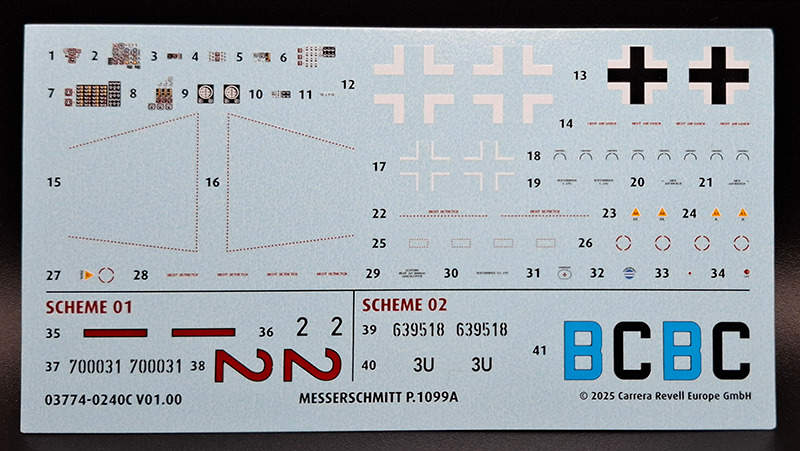 1 2 3 4 5 6
7 8 9 10 11 12 13
14
15 16 17 18
19 20 21
22 23 24
25 26
27 28 29 30 31 32 33 34
SCHEME 01
35 36 2 2
37 700031 700031 38 2 2
SCHEME 02
39 639518 639518
40 3U 3U 41 BCBC
03774-0240C V01.00 MESSERSCHMITT P.1099A © 2025 Carrera Revell Europe GmbH